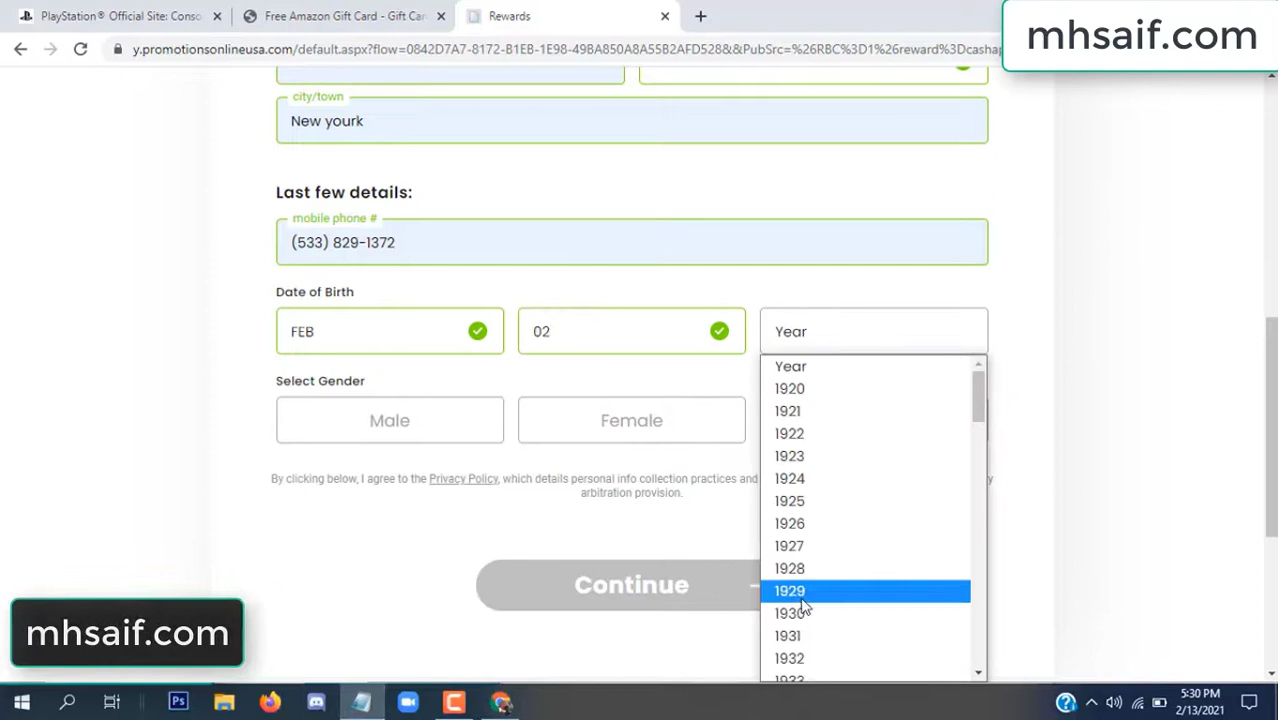 PlayStation® Official Site: Conso
Free Amazon Gift Card - Gift Car
Rewards
mhsaif.com
y.promotionsonlineusa.com/default.aspx?flow=0842D7A7-8172-B1EB-1E98-49BA850A8A55B2AFD528&&PubSrc=%26RBC%3D1%26reward%3Dcashap
city/town
New yourk
Last few details:
mobile phone #
(533) 829-1372
Date of Birth
FEB
02
Year
Year
1920
Select Gender
1921
Male
Female
1922
1923
By clicking below, I agree to the Privacy Policy, which details personal info collection practices and
1924
arbitration provision.
1925
1926
1927
1928
Continue
1929
1930
1931
mhsaif.com
1932
1933
5:30 PM
2/13/2021